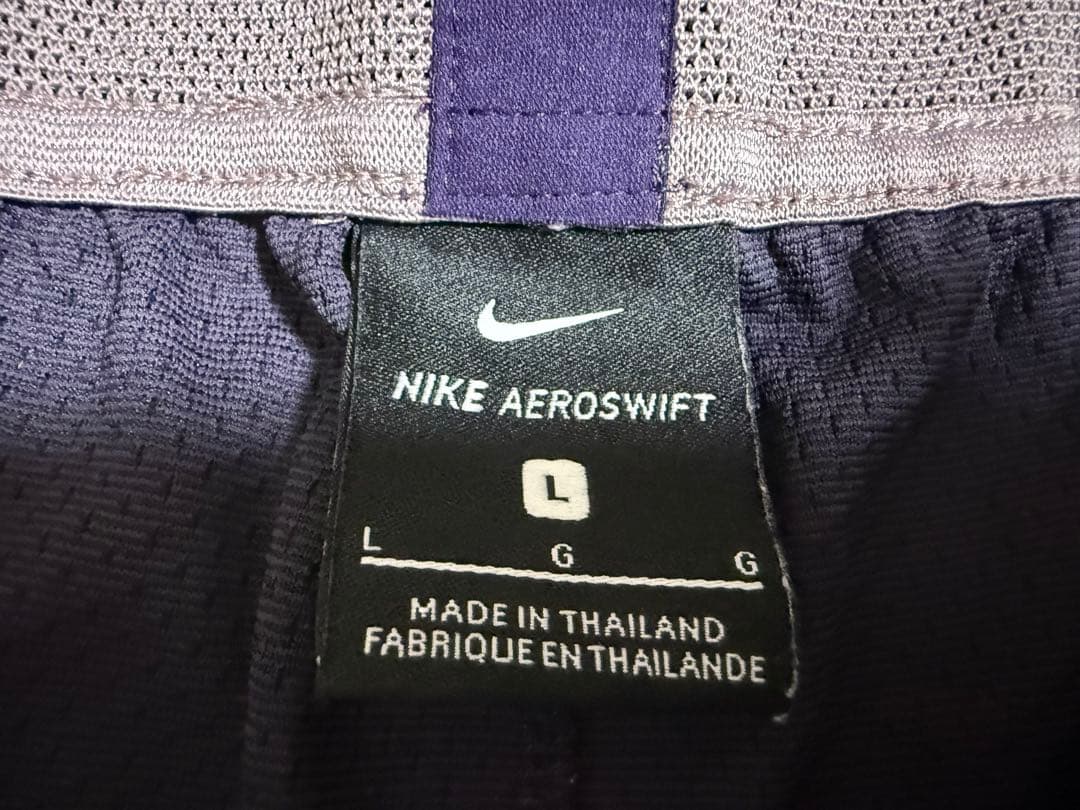 NIKE AEROSWIFT
L
L G G
MADE IN THAILAND
FABRIQUE EN THAILANDE